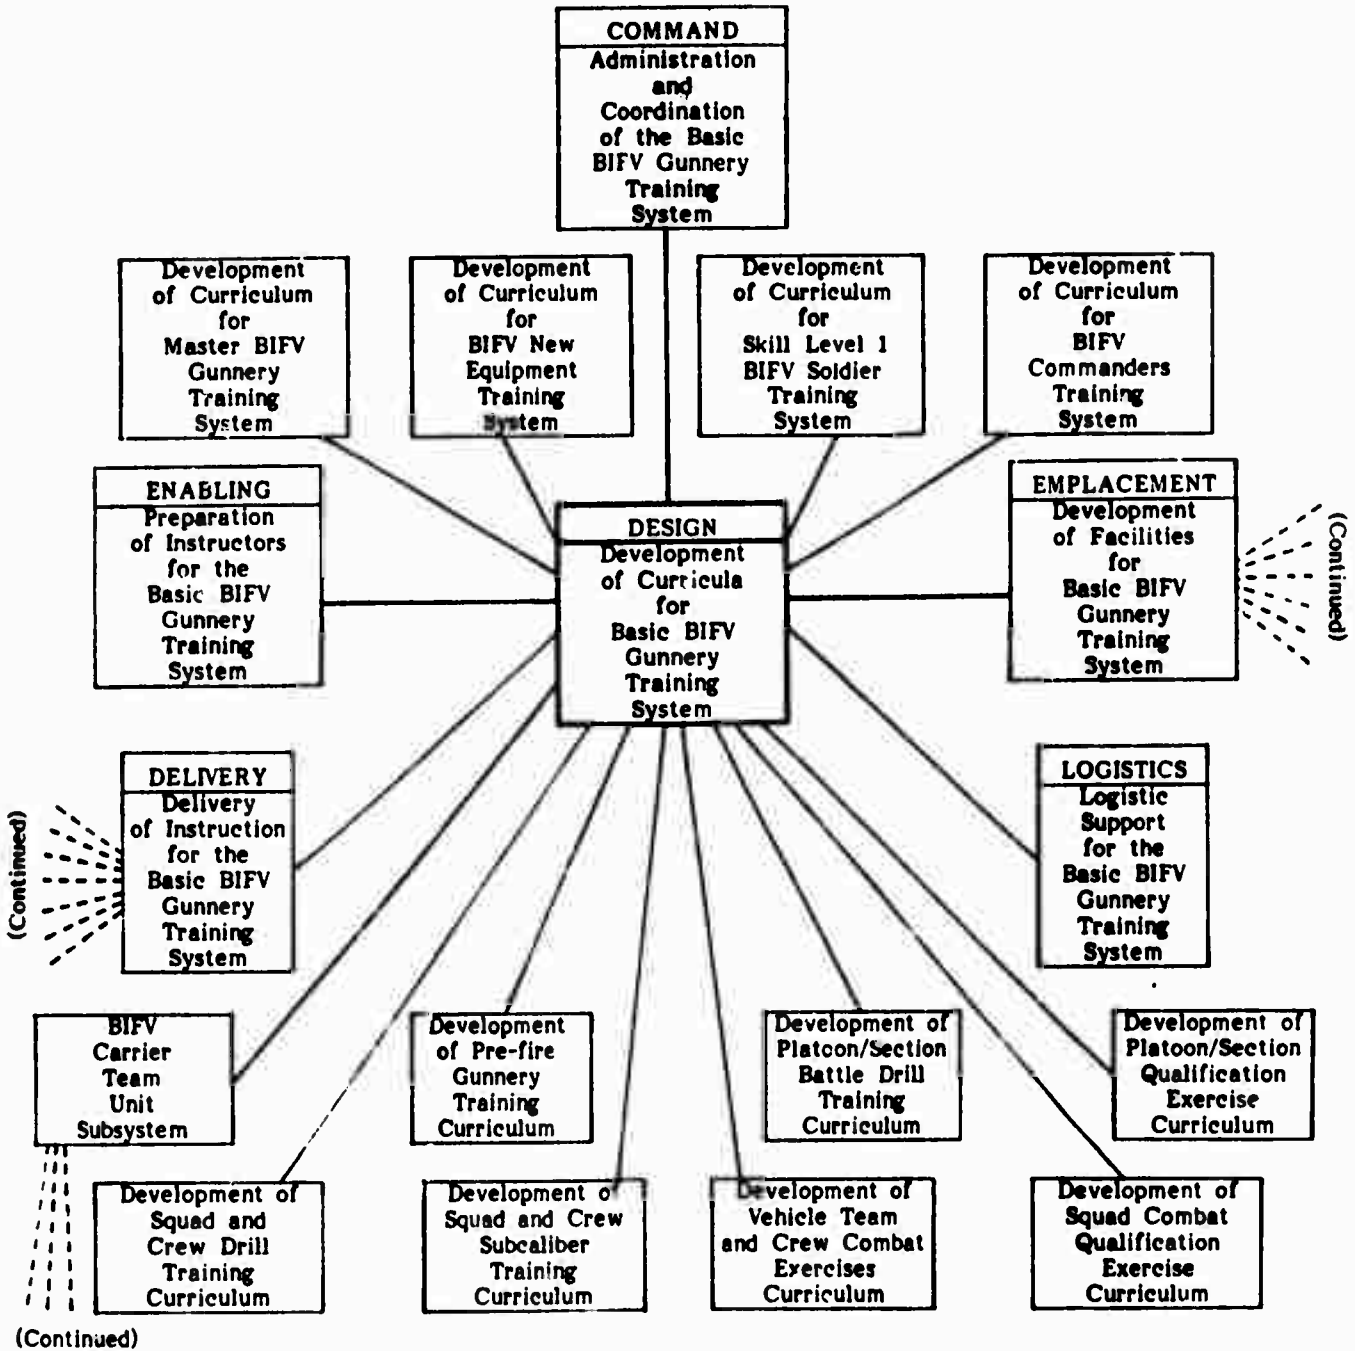 COMMAND
Administration
and
Coordination
of the Basic
BIFV Gunnery
Training
System
Development
of Curriculum
for
Master BIFV
Gunnery
Training
System
Development
of Curriculum
for
BIFV New
Equipment
Training
System
Development
of Curriculum
for
Skill Level 1
BIFV Soldier
Training
System
Development
of Curriculum
for
BIFV
Commanders
Training
System
ENABLING
Preparation
of Instructors
for the
Basic BIFV
Gunnery
Training
System
DESIGN
Development
of Curricula
for
Basic BIFV
Gunnery
Training
System
EMPLACEMENT
Development
of Facilities
for
Basic BIFV
Gunnery
Training
System
(Continued)
DELIVERY
Delivery
of Instruction
for the
Basic BIFV
Gunnery
Training
System
(Continued)
LOGISTICS
Logistic
Support
for the
Basic BIFV
Gunnery
Training
System
BIFV
Carrier
Team
Unit
Subsystem
Development
of Pre-fire
Gunnery
Training
Curriculum
Development of
Platoon/Section
Battle Drill
Training
Curriculum
Development of
Platoon/Section
Qualification
Exercise
Curriculum
Development of
Squad and
Crew Drill
Training
Curriculum
Development of
Squad and Crew
Subcaliber
Training
Curriculum
Development of
Vehicle Team
and Crew Combat
Exercises
Curriculum
Development of
Squad Combat
Qualification
Exercise
Curriculum
(Continued)